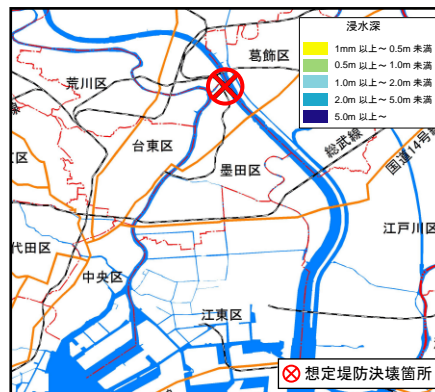 浸水深
1mm 以上～ 0.5m 未満
0.5m 以上～ 1.0m 未満
1.0m 以上～ 2.0m 未満
2.0m 以上～ 5.0m 未満
5.0m 以上～
葛飾区
荒川区
台東区
墨田区
総武線
国道14号線
江戸川区
代田区
中央区
江東区
想定堤防決壊箇所